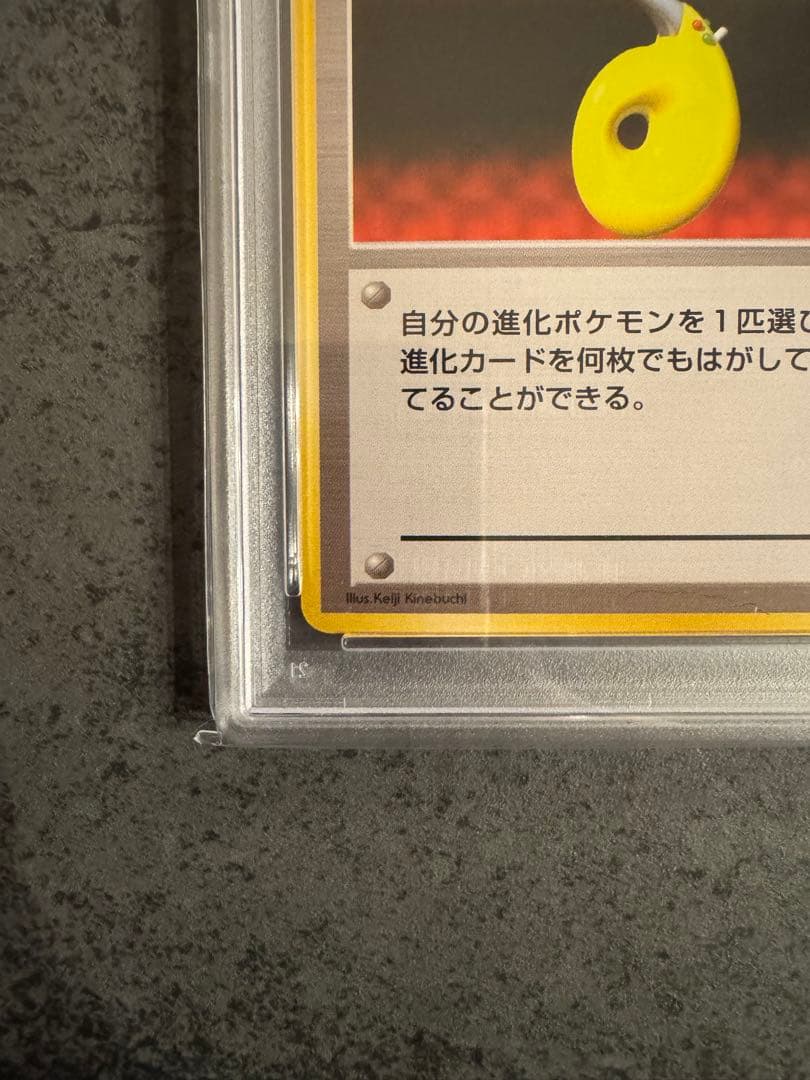 自分の進化ポケモンを1匹選び
進化カードを何枚でもはがして
てることができる。
Illus.Keiji Kinebuchi